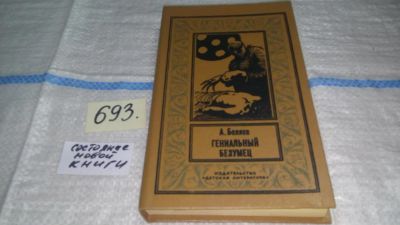 693.
состояние
новой
книги
А. Беляев
ГЕНИАЛЬНЫЙ
БЕЗУМЕЦ
ИЗДАТЕЛЬСТВО
«ДЕТСКАЯ ЛИТЕРАТУРА»